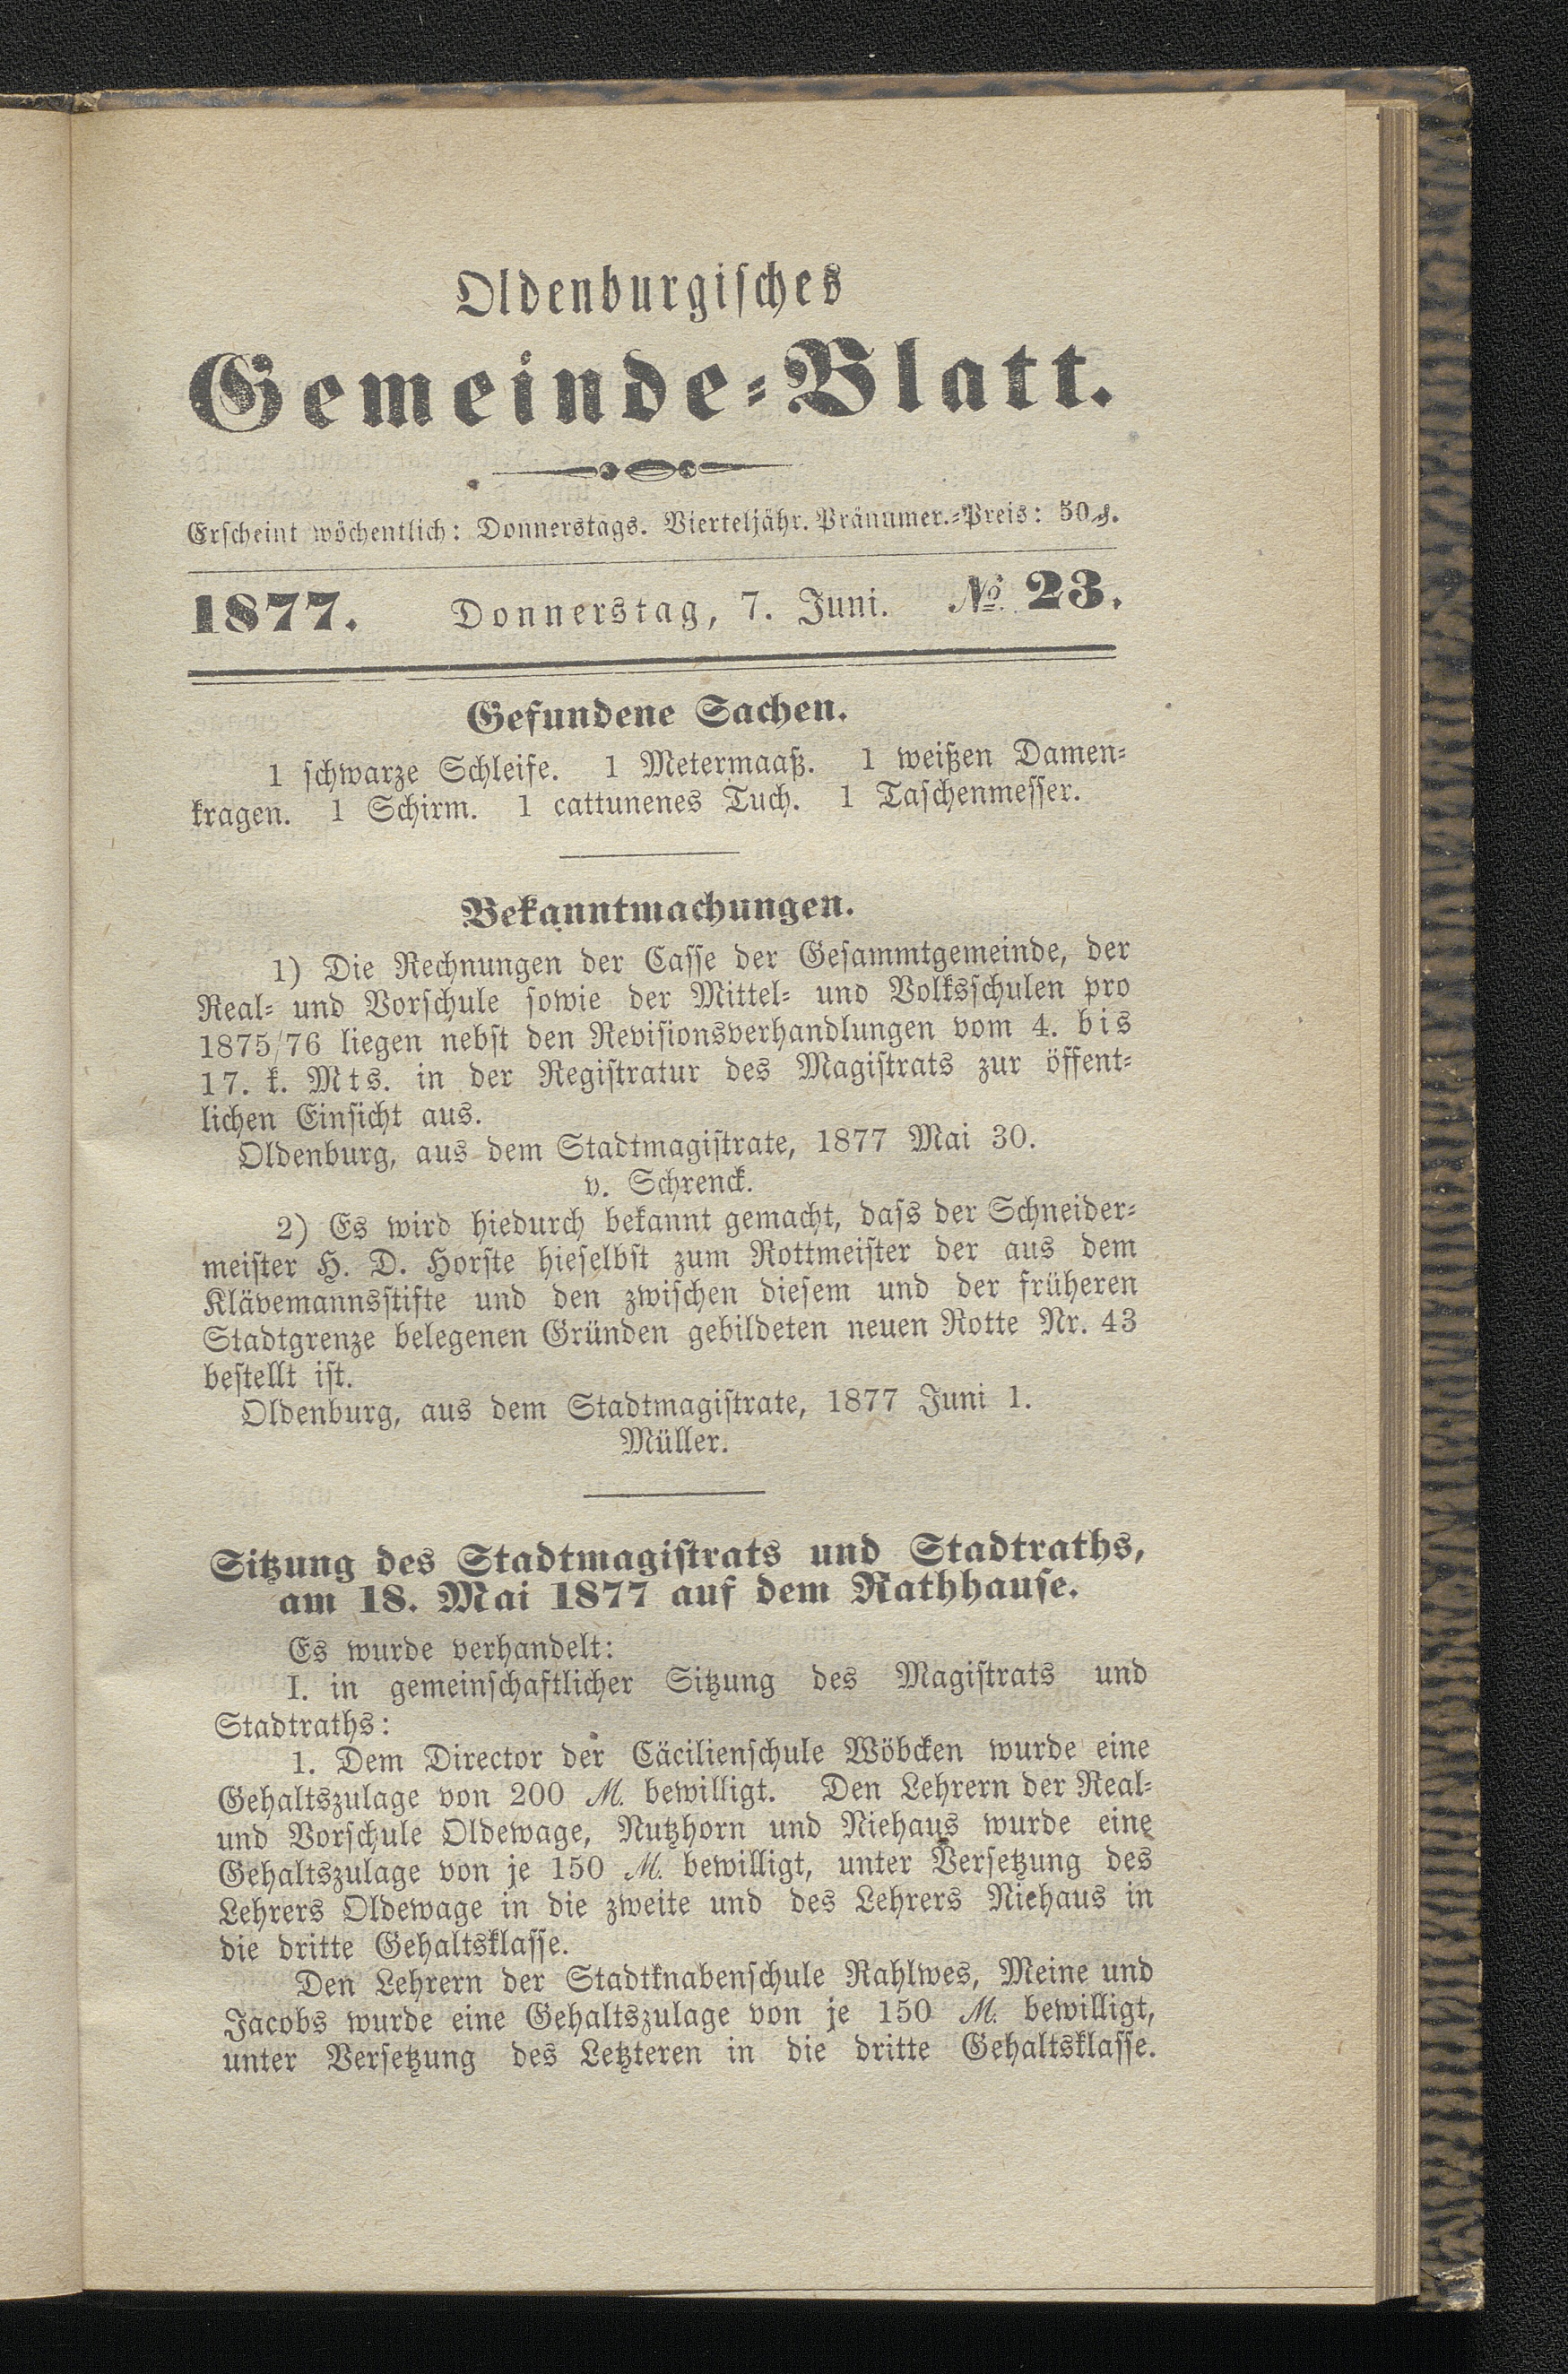 Oldenburgisches
Gemeinde-Blatt.
Erscheint wöchentlich: Donnerstags. Vierteljähr. Pränumer.-Preis: 50 ₰.
1877. Donnerstag, 7. Juni. № 23.
Gefundene Sachen.
1 schwarze Schleife. 1 Metermaaß. 1 weißen Damen-
kragen. 1 Schirm. 1 cattunenes Tuch. 1 Taschenmesser.
Bekanntmachungen.
1) Die Rechnungen der Casse der Gesammtgemeinde, der
Real- und Vorschule sowie der Mittel- und Volksschulen pro
1875/76 liegen nebst den Revisionsverhandlungen vom 4. bis
17. k. Mts. in der Registratur des Magistrats zur öffent-
lichen Einsicht aus.
Oldenburg, aus dem Stadtmagistrate, 1877 Mai 30.
v. Schrenck.
2) Es wird hiedurch bekannt gemacht, dass der Schneider-
meister H. D. Horste hieselbst zum Rottmeister der aus dem
Klävemannsstifte und den zwischen diesem und der früheren
Stadtgrenze belegenen Gründen gebildeten neuen Rotte Nr. 43
bestellt ist.
Oldenburg, aus dem Stadtmagistrate, 1877 Juni 1.
Müller.
Sitzung des Stadtmagistrats und Stadtraths,
am 18. Mai 1877 auf dem Rathhause.
Es wurde verhandelt:
I. in gemeinschaftlicher Sitzung des Magistrats und
Stadtraths:
1. Dem Director der Cäcilienschule Wöbcken wurde eine
Gehaltszulage von 200 M. bewilligt. Den Lehrern der Real-
und Vorschule Oldewage, Nutzhorn und Niehaus wurde eine
Gehaltszulage von je 150 M. bewilligt, unter Versetzung des
Lehrers Oldewage in die zweite und des Lehrers Niehaus in
die dritte Gehaltsklasse.
Den Lehrern der Stadtknabenschule Rahlwes, Meine und
Jacobs wurde eine Gehaltszulage von je 150 M. bewilligt,
unter Versetzung des Letzteren in die dritte Gehaltsklasse.